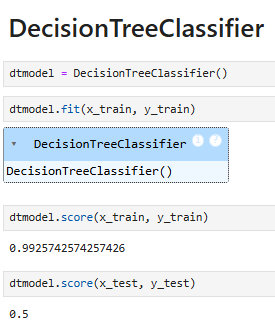 DecisionTreeClassifier
dtmodel = DecisionTreeClassifier()
dtmodel.fit(x_train, y_train)
▾ DecisionTreeClassifier i ?
DecisionTreeClassifier()
dtmodel.score(x_train, y_train)
0.9925742574257426
dtmodel.score(x_test, y_test)
0.5